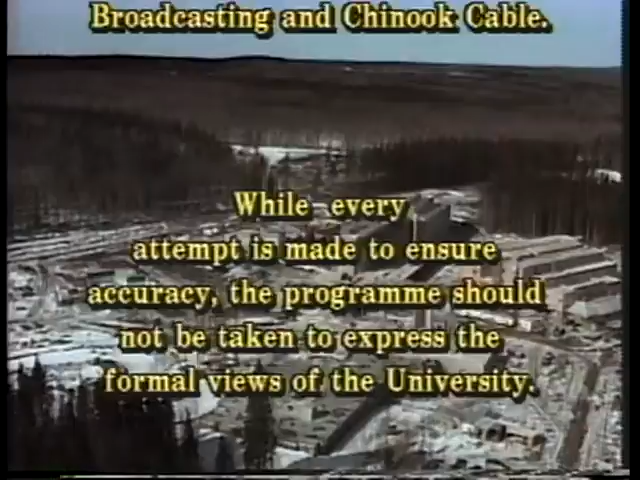 Broadcasting and Chinook Cable.
While every
attempt is made to ensure
accuracy, the programme should
not be taken to express the
formal views of the University.